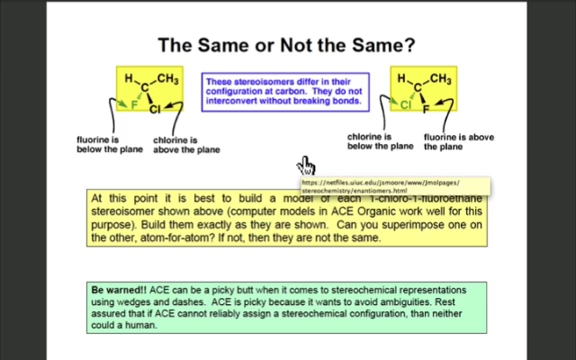 The Same or Not the Same?
H CH3
C
F Cl
These stereoisomers differ in their
configuration at carbon. They do not
interconvert without breaking bonds.
H CH3
C
Cl F
fluorine is
below the plane
chlorine is
above the plane
chlorine is
below the plane
fluorine is above
the plane
https://netfiles.uiuc.edu/jsmoore/www/jmolpages/
stereochemistry/enantiomers.html
At this point it is best to build a model of each 1-chloro-1-fluoroethane
stereoisomer shown above (computer models in ACE Organic work well for this
purpose). Build them exactly as they are shown. Can you superimpose one on
the other, atom-for-atom? If not, then they are not the same.
Be warned!! ACE can be a picky butt when it comes to stereochemical representations
using wedges and dashes. ACE is picky because it wants to avoid ambiguities. Rest
assured that if ACE cannot reliably assign a stereochemical configuration, than neither
could a human.